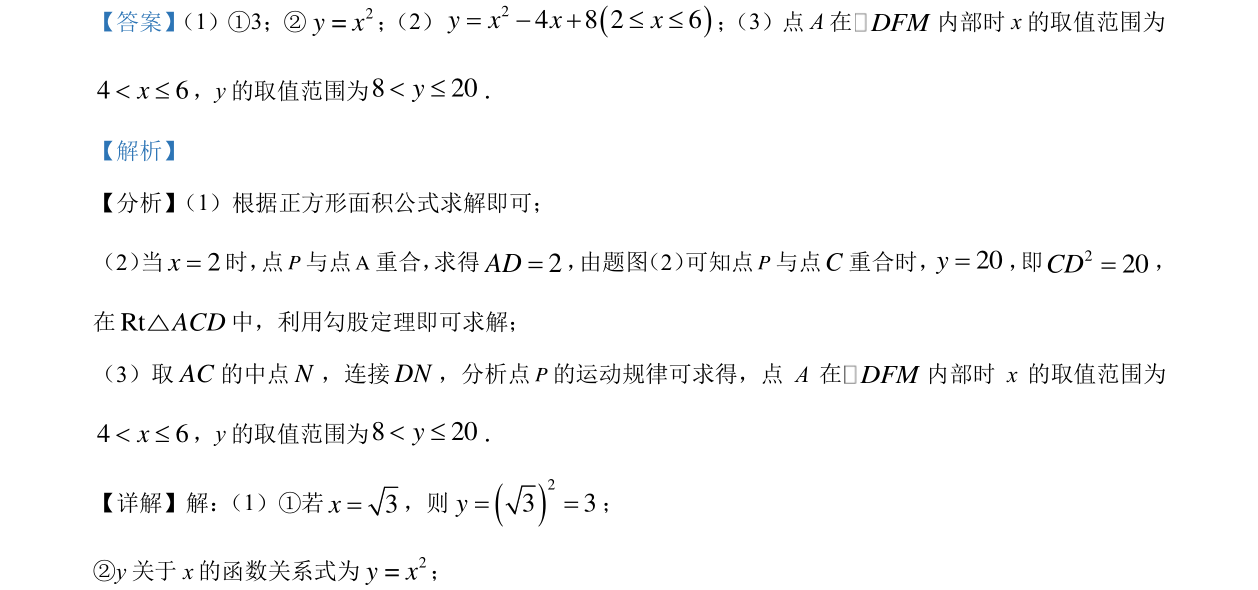 【答案】(1)①3;②y = x²;(2) y = x² − 4x + 8(2 ≤ x ≤ 6);(3)点 A 在□DFM 内部时 x 的取值范围为
4 < x ≤ 6,y 的取值范围为 8 < y ≤ 20 .
【解析】
【分析】(1)根据正方形面积公式求解即可;
(2)当 x = 2 时,点 P 与点 A 重合,求得 AD = 2,由题图(2)可知点 P 与点 C 重合时,y = 20,即 CD² = 20,
在 Rt△ACD 中,利用勾股定理即可求解;
(3)取 AC 的中点 N,连接 DN,分析点 P 的运动规律可求得,点 A 在□DFM 内部时 x 的取值范围为
4 < x ≤ 6,y 的取值范围为 8 < y ≤ 20 .
【详解】解:(1)①若 x = √3,则 y = (√3)² = 3;
②y 关于 x 的函数关系式为 y = x²;